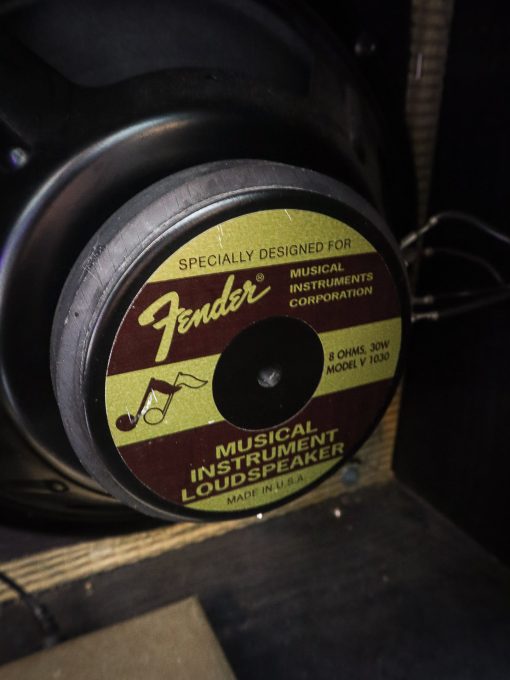 SPECIALLY DESIGNED FOR
Fender®
MUSICAL
INSTRUMENTS
CORPORATION
8 OHMS, 30W
MODEL V 1030
MUSICAL
INSTRUMENT
LOUDSPEAKER
MADE IN U.S.A.